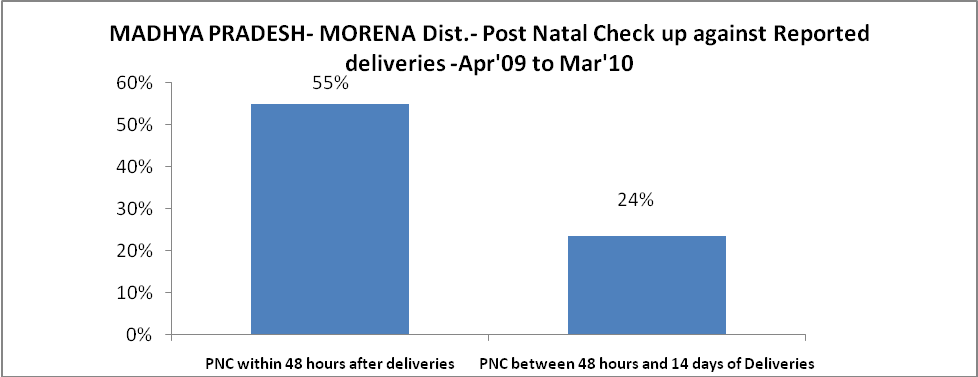 MADHYA PRADESH- MORENA Dist.- Post Natal Check up against Reported
deliveries -Apr'09 to Mar'10
60%
50%
40%
30%
20%
10%
0%
55%
24%
PNC within 48 hours after deliveries
PNC between 48 hours and 14 days of Deliveries